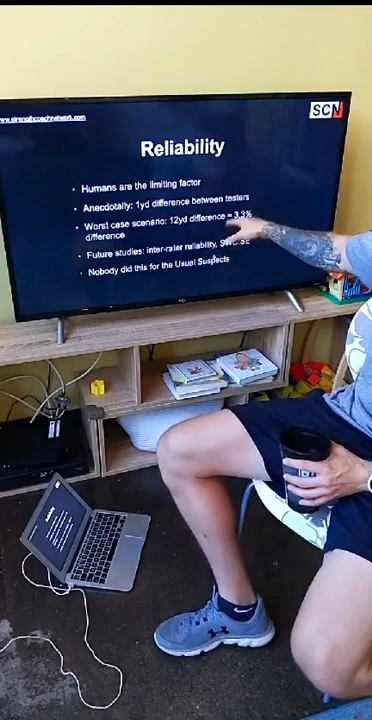 www.strengthcoachnetwork.com
SCN
Reliability
• Humans are the limiting factor
• Anecdotally: 1yd difference between testers
• Worst case scenario: 12yd difference = 3.3%
difference
• Future studies: inter-rater reliability,
• Nobody did this for the Usual Suspects
Reliability